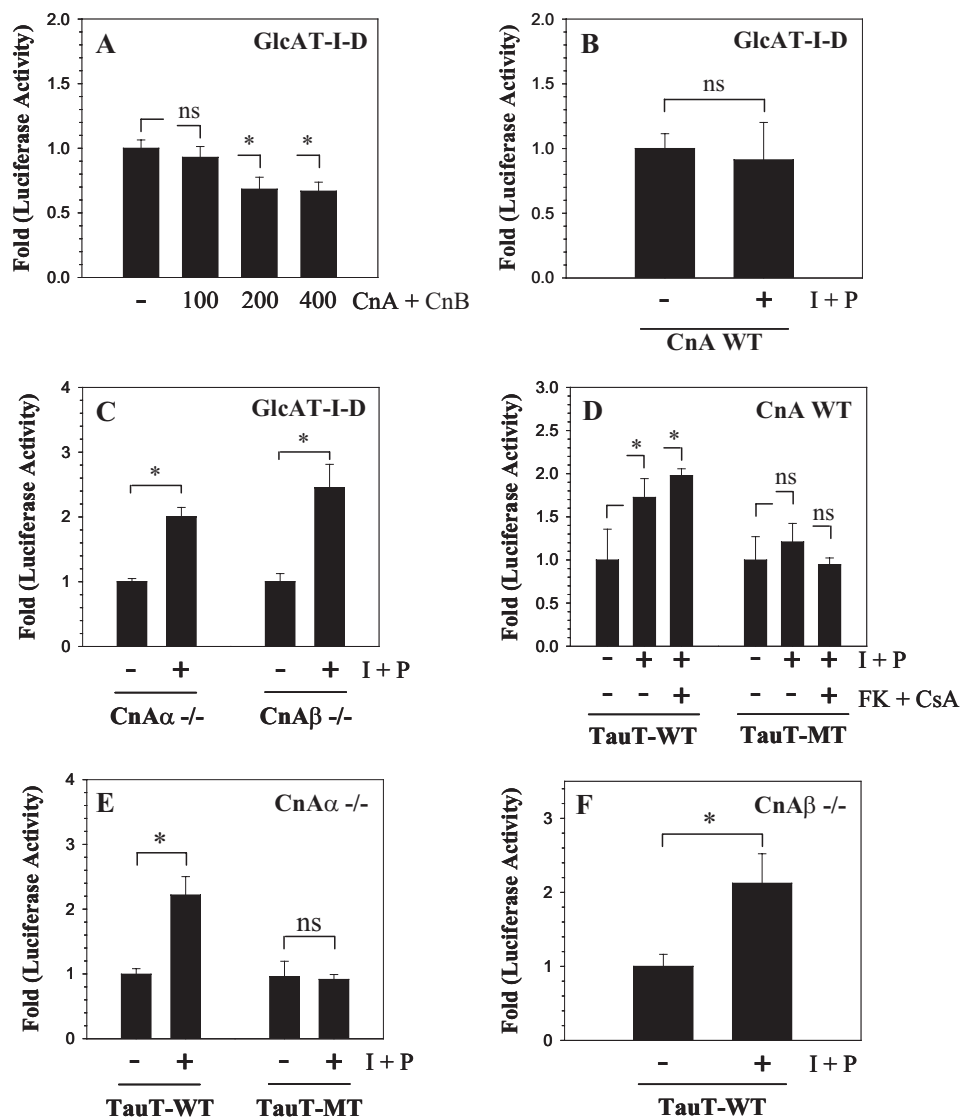 A GlcAT-I-D
Fold (Luciferase Activity)
2.0
1.5
1.0
0.5
0.0
ns * *
- 100 200 400 CnA + CnB
B GlcAT-I-D
Fold (Luciferase Activity)
2.0
1.5
1.0
0.5
0.0
ns
- + I + P
CnA WT
C GlcAT-I-D
Fold (Luciferase Activity)
4
3
2
1
0
* *
- + - + I + P
CnAα -/- CnAβ -/-
D CnA WT
Fold (Luciferase Activity)
3.0
2.5
2.0
1.5
1.0
0.5
0.0
* * ns ns
- + + - + + I + P
- - + - - + FK + CsA
TauT-WT TauT-MT
E CnAα -/-
Fold (Luciferase Activity)
4
3
2
1
0
* ns
- + - + I + P
TauT-WT TauT-MT
F CnAβ -/-
Fold (Luciferase Activity)
3
2
1
0
*
- + I + P
TauT-WT